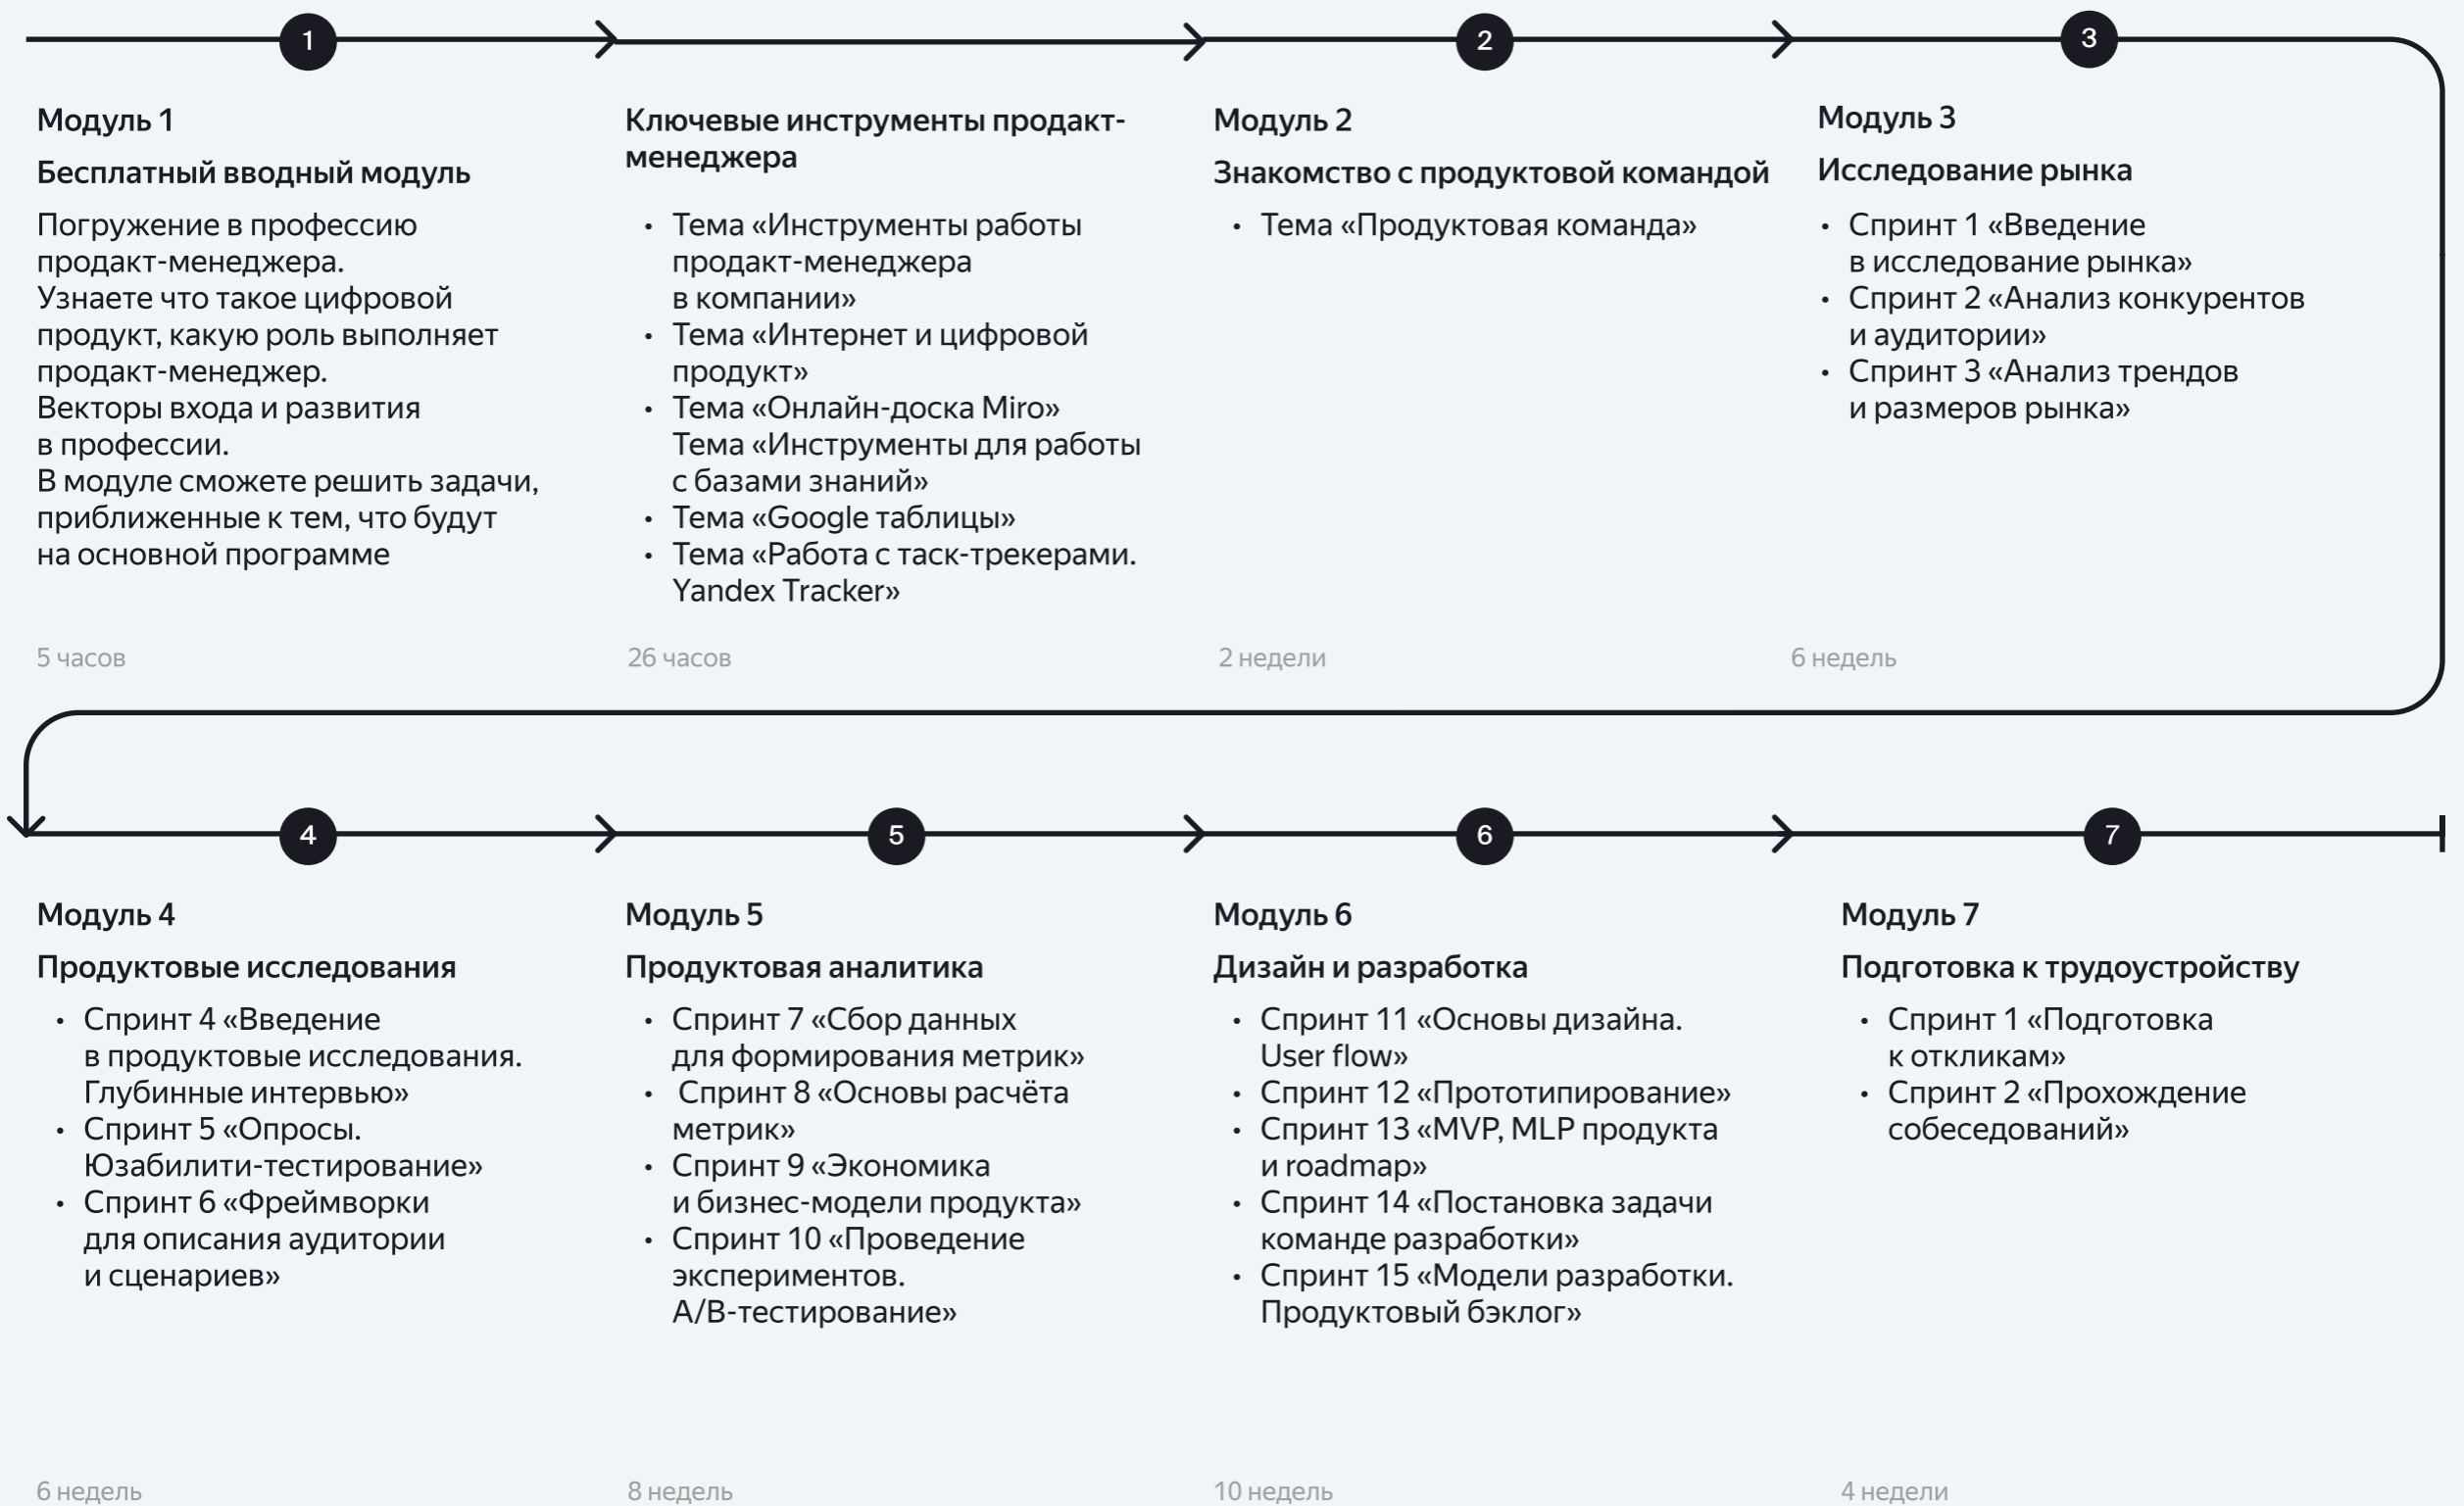 1
Модуль 1
Бесплатный вводный модуль
Погружение в профессию
продакт-менеджера.
Узнаете что такое цифровой
продукт, какую роль выполняет
продакт-менеджер.
Векторы входа и развития
в профессии.
В модуле сможете решить задачи,
приближенные к тем, что будут
на основной программе
5 часов
Ключевые инструменты продакт-
менеджера
• Тема «Инструменты работы
продакт-менеджера
в компании»
• Тема «Интернет и цифровой
продукт»
• Тема «Онлайн-доска Miro»
Тема «Инструменты для работы
с базами знаний»
• Тема «Google таблицы»
• Тема «Работа с таск-трекерами.
Yandex Tracker»
26 часов
2
Модуль 2
Знакомство с продуктовой командой
• Тема «Продуктовая команда»
2 недели
3
Модуль 3
Исследование рынка
• Спринт 1 «Введение
в исследование рынка»
• Спринт 2 «Анализ конкурентов
и аудитории»
• Спринт 3 «Анализ трендов
и размеров рынка»
6 недель
4
Модуль 4
Продуктовые исследования
• Спринт 4 «Введение
в продуктовые исследования.
Глубинные интервью»
• Спринт 5 «Опросы.
Юзабилити-тестирование»
• Спринт 6 «Фреймворки
для описания аудитории
и сценариев»
6 недель
5
Модуль 5
Продуктовая аналитика
• Спринт 7 «Сбор данных
для формирования метрик»
• Спринт 8 «Основы расчёта
метрик»
• Спринт 9 «Экономика
и бизнес-модели продукта»
• Спринт 10 «Проведение
экспериментов.
A/B-тестирование»
8 недель
6
Модуль 6
Дизайн и разработка
• Спринт 11 «Основы дизайна.
User flow»
• Спринт 12 «Прототипирование»
• Спринт 13 «MVP, MLP продукта
и roadmap»
• Спринт 14 «Постановка задачи
команде разработки»
• Спринт 15 «Модели разработки.
Продуктовый бэклог»
10 недель
7
Модуль 7
Подготовка к трудоустройству
• Спринт 1 «Подготовка
к откликам»
• Спринт 2 «Прохождение
собеседований»
4 недели